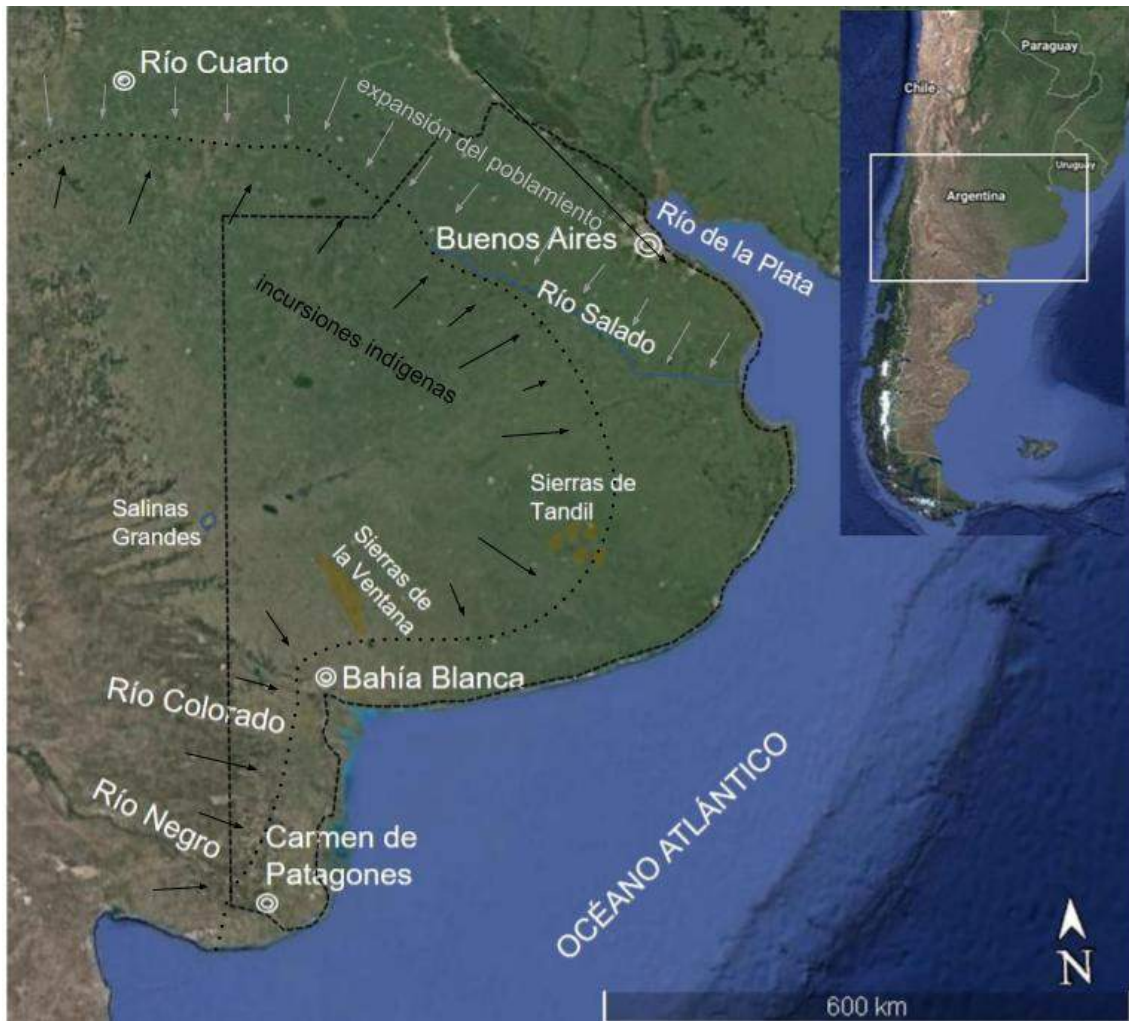 Río Cuarto
expansión del poblamiento
Buenos Aires
Río de la Plata
Río Salado
incursiones indígenas
Salinas
Grandes
Sierras de
Tandil
Sierras de
la Ventana
Bahía Blanca
Río Colorado
Río Negro
Carmen de
Patagones
OCÉANO ATLÁNTICO
N
600 km
Paraguay
Chile
Uruguay
Argentina